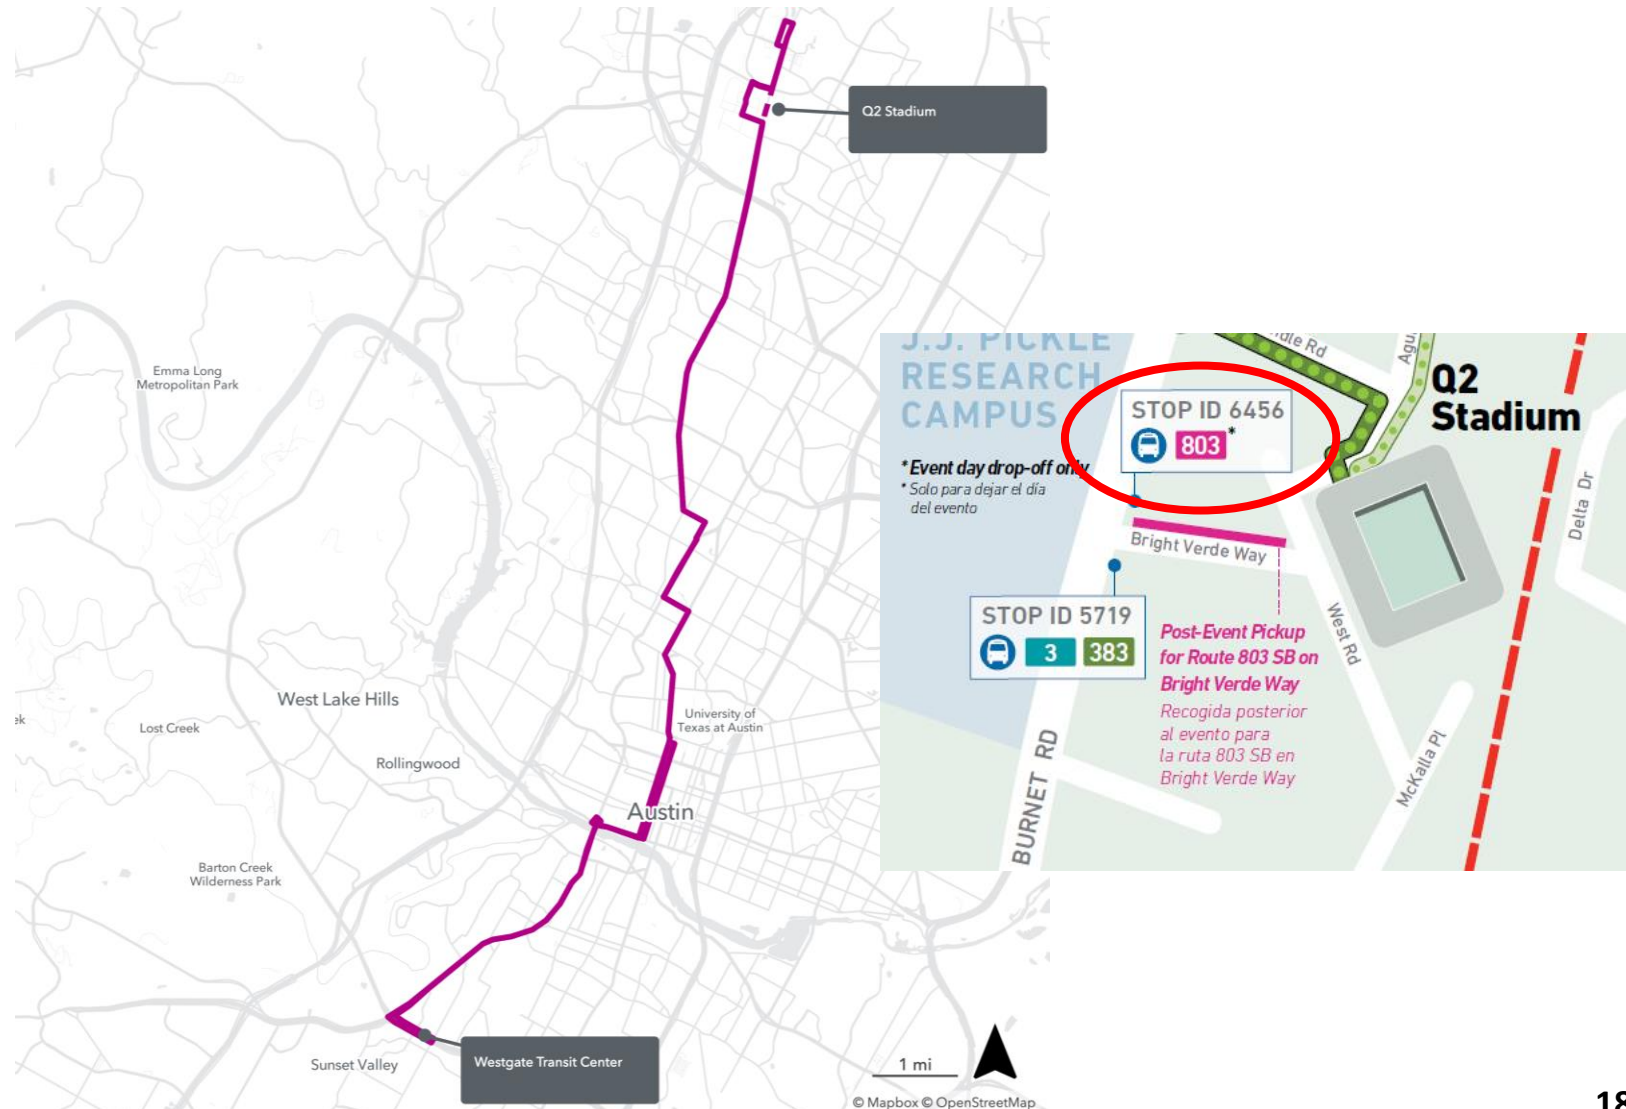 Q2 Stadium
Emma Long
Metropolitan Park
West Lake Hills
Lost Creek
Rollingwood
University of
Texas at Austin
Austin
Barton Creek
Wilderness Park
Sunset Valley
Westgate Transit Center
1 mi
© Mapbox © OpenStreetMap
J.J. PICKLE
RESEARCH
CAMPUS
* Event day drop-off only
* Solo para dejar el día
del evento
STOP ID 6456
803 *
Q2
Stadium
Rd
Delta Dr
Bright Verde Way
STOP ID 5719
3 383
Post-Event Pickup
for Route 803 SB on
Bright Verde Way
Recogida posterior
al evento para
la ruta 803 SB en
Bright Verde Way
West Rd
McKalla Pl
BURNET RD
18